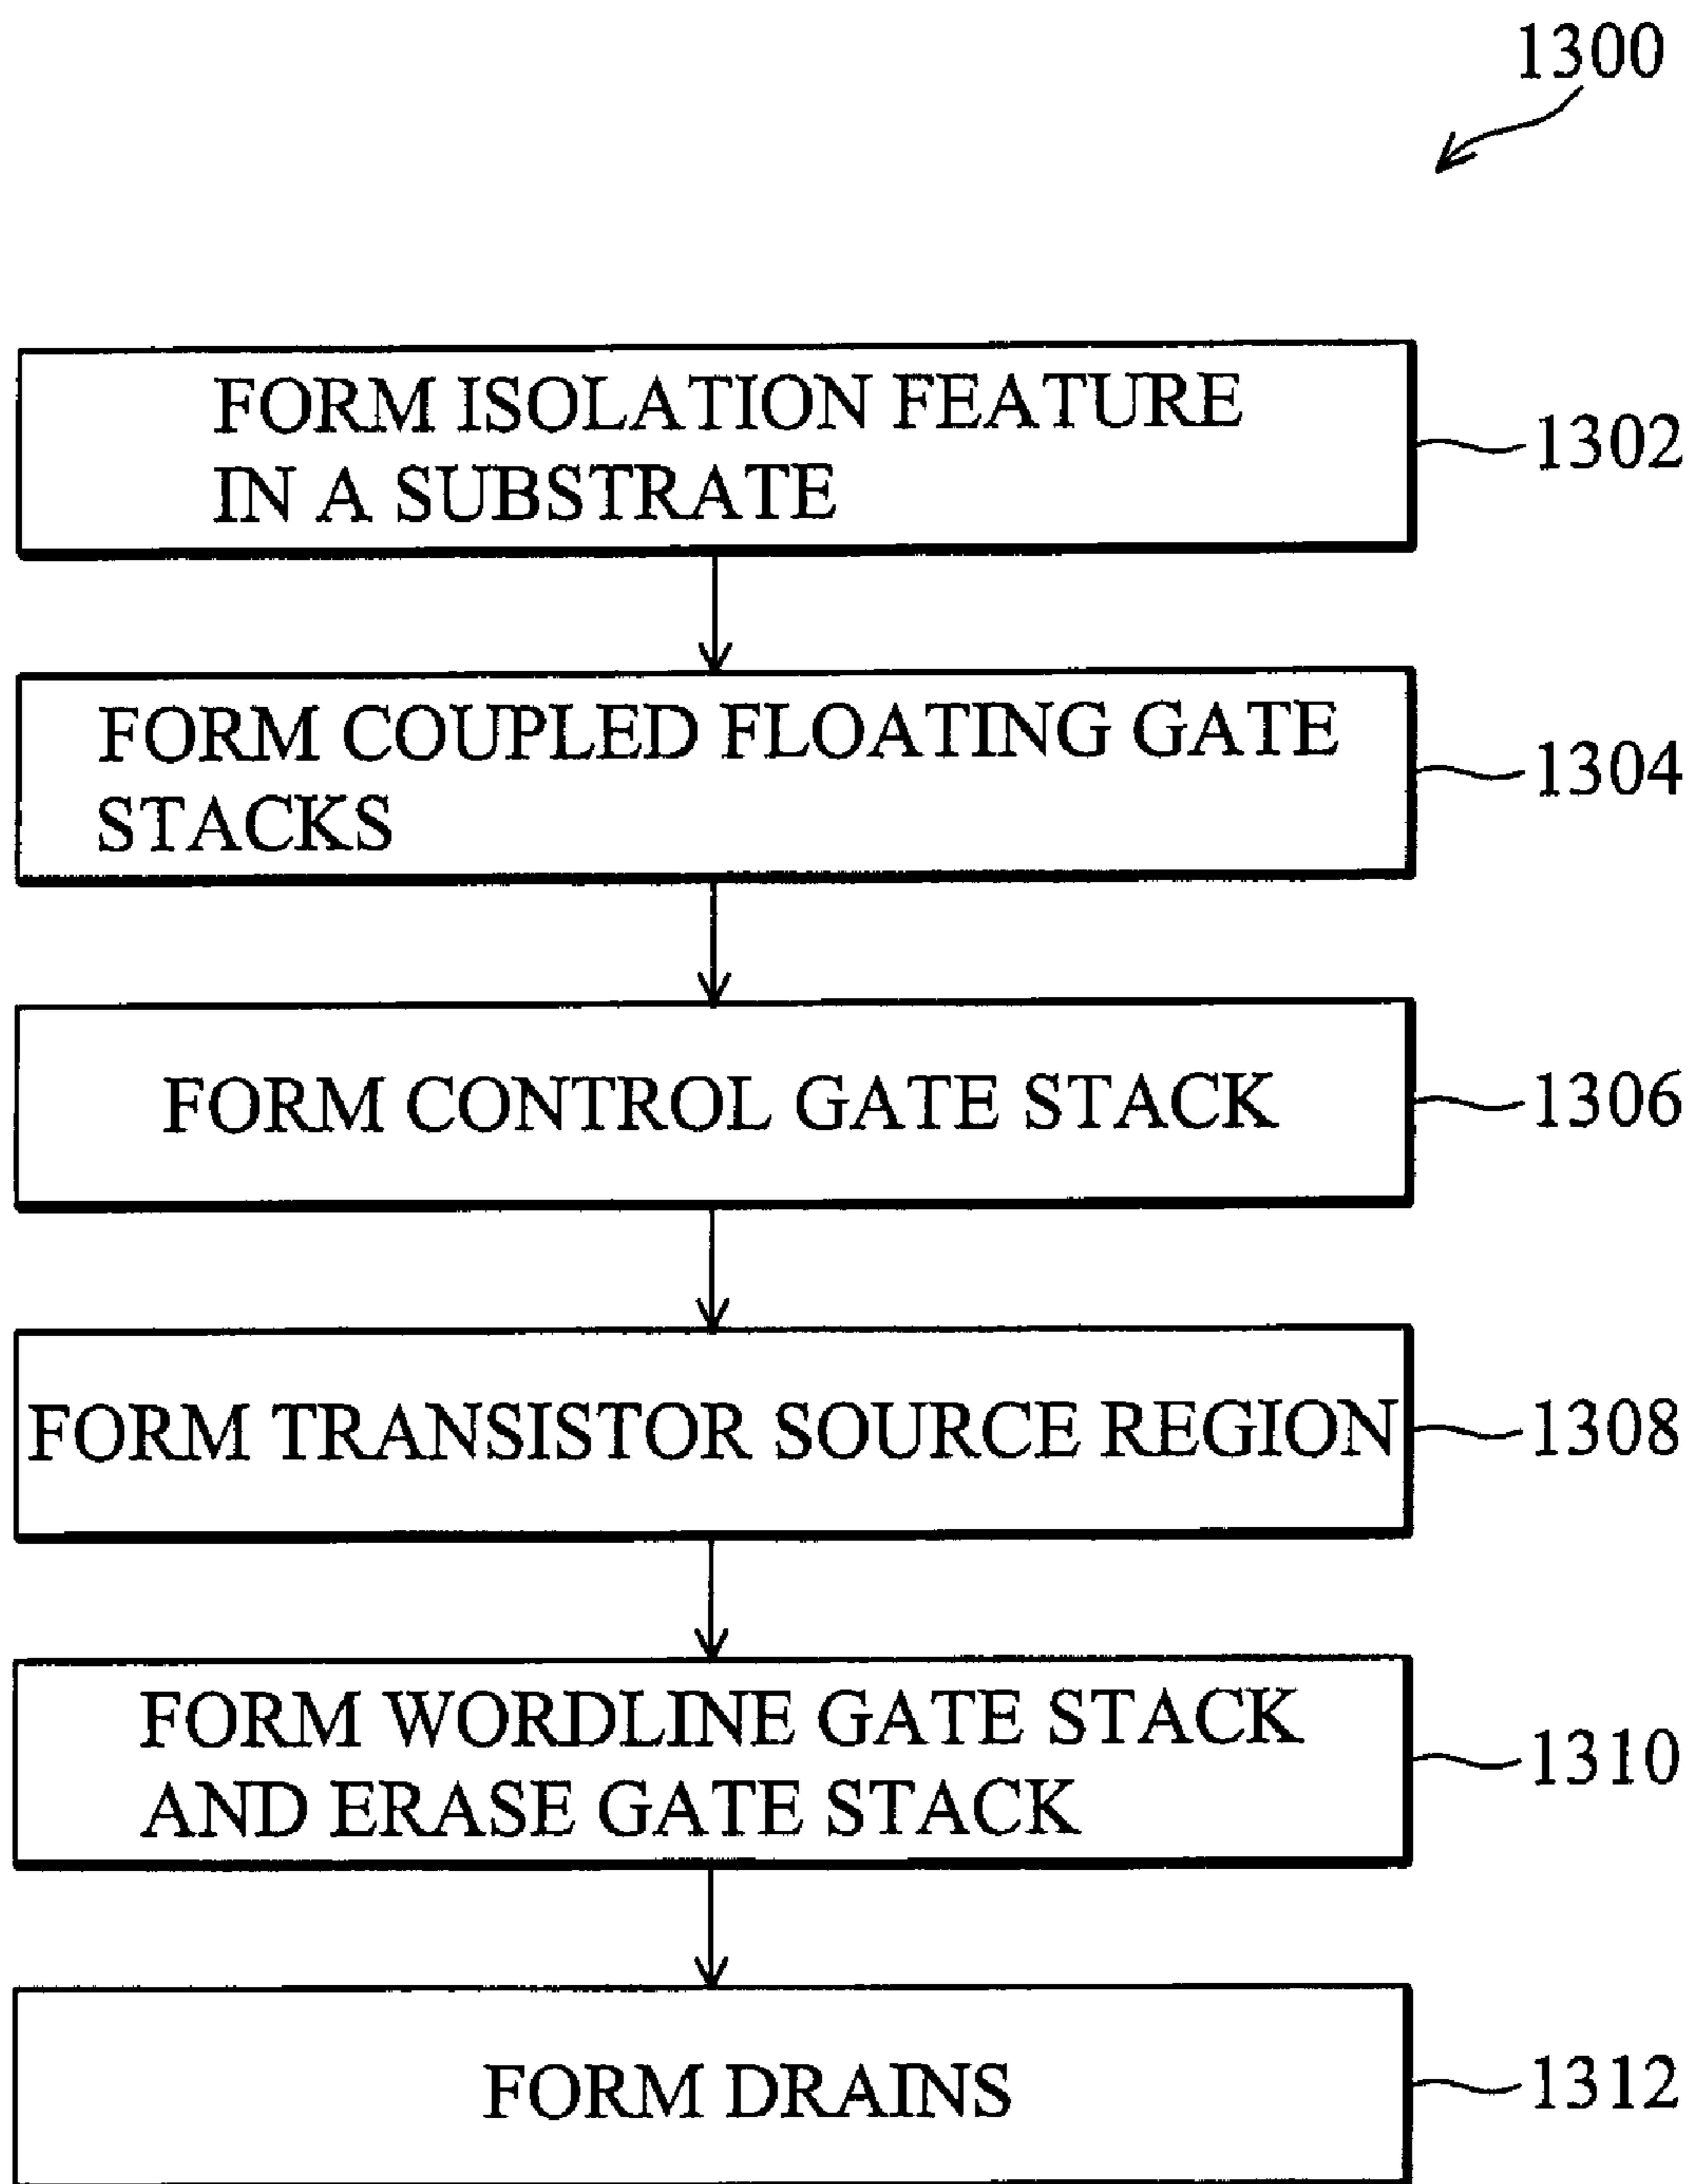 1300
FORM ISOLATION FEATURE
IN A SUBSTRATE
1302
FORM COUPLED FLOATING GATE
STACKS
1304
FORM CONTROL GATE STACK
1306
FORM TRANSISTOR SOURCE REGION
1308
FORM WORDLINE GATE STACK
AND ERASE GATE STACK
1310
FORM DRAINS
1312